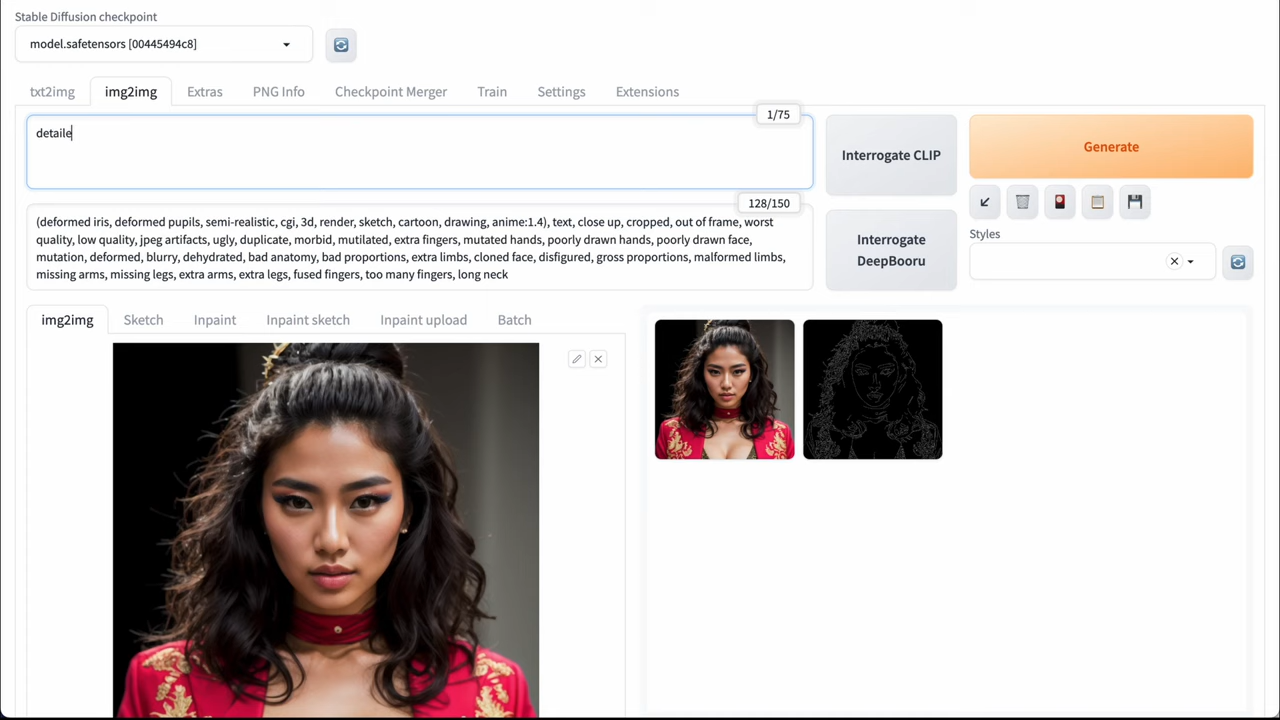 Stable Diffusion checkpoint
model.safetensors [00445494c8]
txt2img img2img Extras PNG Info Checkpoint Merger Train Settings Extensions
1/75
detaile
Interrogate CLIP
Generate
128/150
(deformed iris, deformed pupils, semi-realistic, cgi, 3d, render, sketch, cartoon, drawing, anime:1.4), text, close up, cropped, out of frame, worst
quality, low quality, jpeg artifacts, ugly, duplicate, morbid, mutilated, extra fingers, mutated hands, poorly drawn hands, poorly drawn face,
mutation, deformed, blurry, dehydrated, bad anatomy, bad proportions, extra limbs, cloned face, disfigured, gross proportions, malformed limbs,
missing arms, missing legs, extra arms, extra legs, fused fingers, too many fingers, long neck
Interrogate
DeepBooru
Styles
img2img Sketch Inpaint Inpaint sketch Inpaint upload Batch